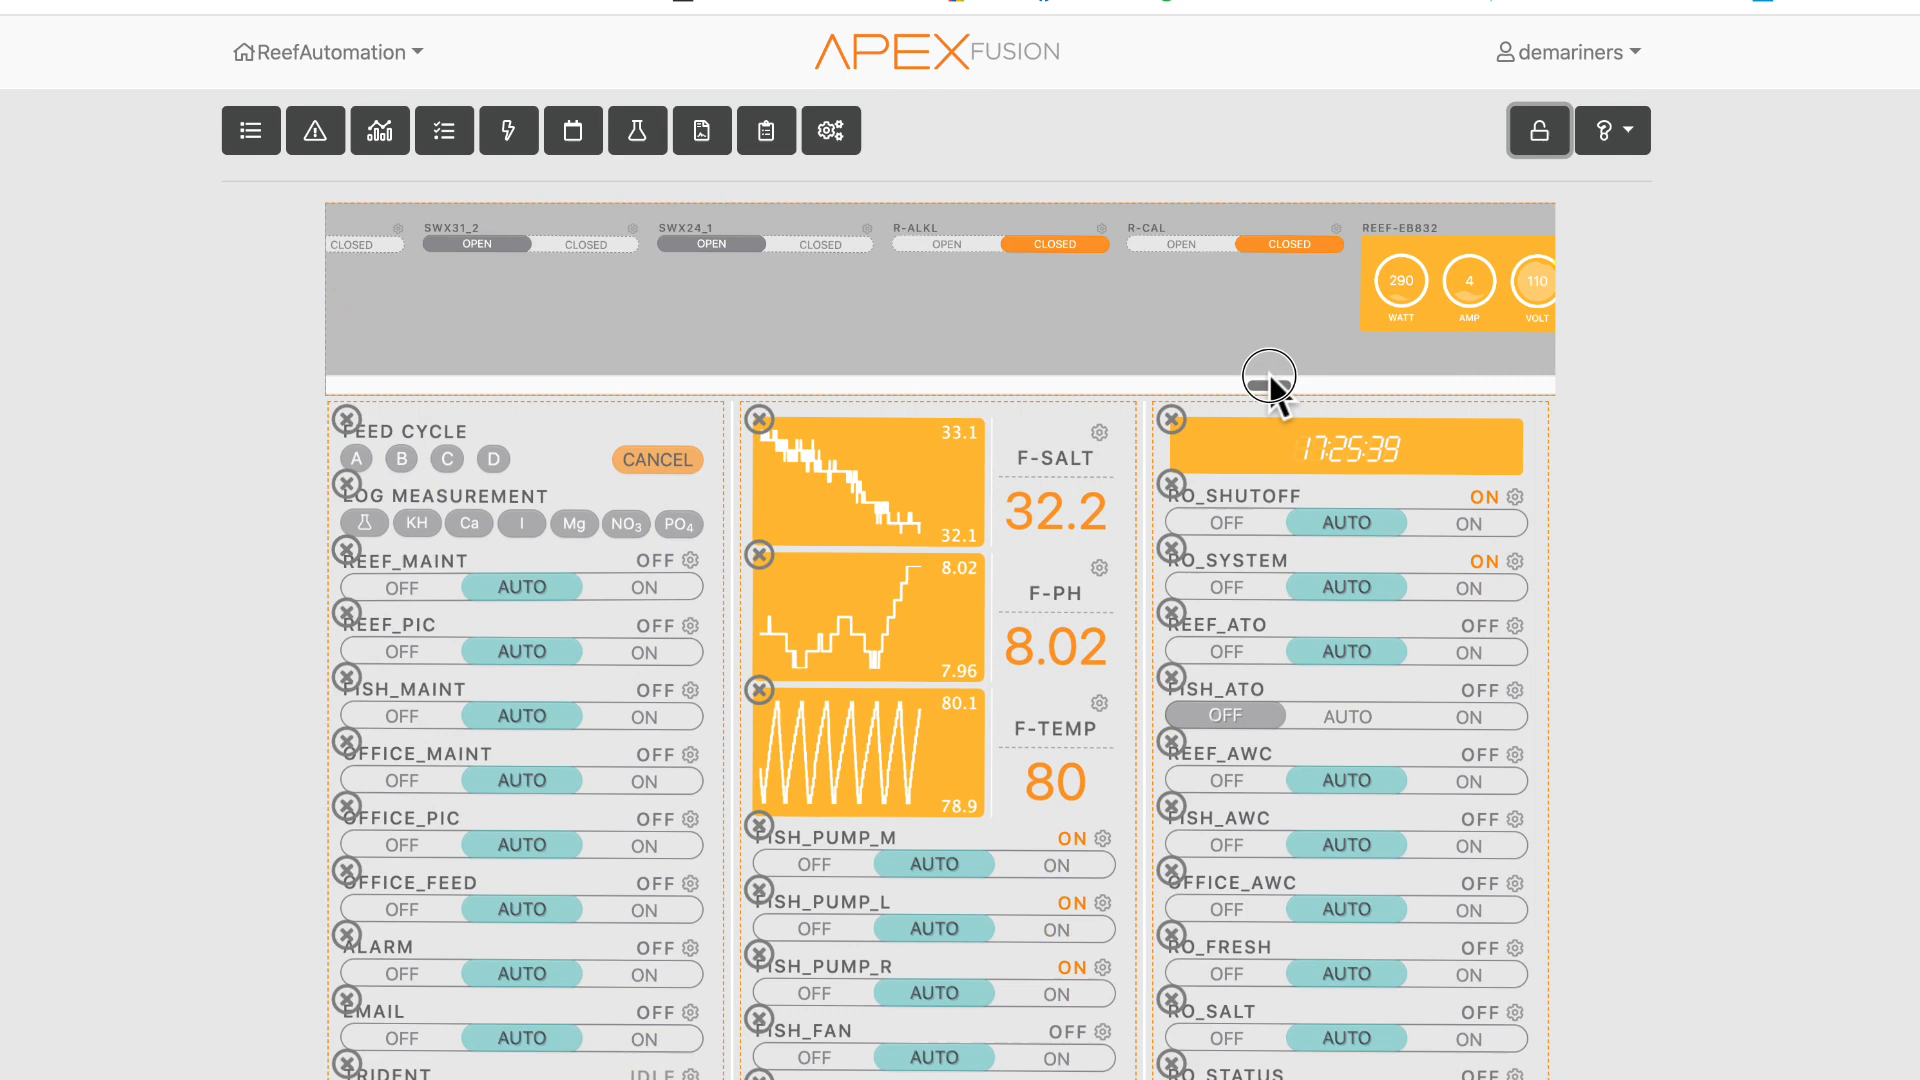 ReefAutomation
APEX FUSION
demariners
CLOSED
SWX31_2
OPEN CLOSED
SWX24_1
OPEN CLOSED
R-ALKL
OPEN CLOSED
R-CAL
OPEN CLOSED
REEF-EB832
290 4 110
WATT AMP VOLT
FEED CYCLE
A B C D CANCEL
LOG MEASUREMENT
KH Ca I Mg NO3 PO4
REEF_MAINT OFF
OFF AUTO ON
REEF_PIC OFF
OFF AUTO ON
FISH_MAINT OFF
OFF AUTO ON
OFFICE_MAINT OFF
OFF AUTO ON
OFFICE_PIC OFF
OFF AUTO ON
OFFICE_FEED OFF
OFF AUTO ON
ALARM OFF
OFF AUTO ON
EMAIL OFF
OFF AUTO ON
TRIDENT IDLE
33.1
32.1
F-SALT
32.2
8.02
7.96
F-PH
8.02
80.1
78.9
F-TEMP
80
FISH_PUMP_M ON
OFF AUTO ON
FISH_PUMP_L ON
OFF AUTO ON
FISH_PUMP_R ON
OFF AUTO ON
FISH_FAN OFF
OFF AUTO ON
17:25:39
RO_SHUTOFF ON
OFF AUTO ON
RO_SYSTEM ON
OFF AUTO ON
REEF_ATO OFF
OFF AUTO ON
FISH_ATO OFF
OFF AUTO ON
REEF_AWC OFF
OFF AUTO ON
FISH_AWC OFF
OFF AUTO ON
OFFICE_AWC OFF
OFF AUTO ON
RO_FRESH OFF
OFF AUTO ON
RO_SALT OFF
OFF AUTO ON
RO_STATUS OFF